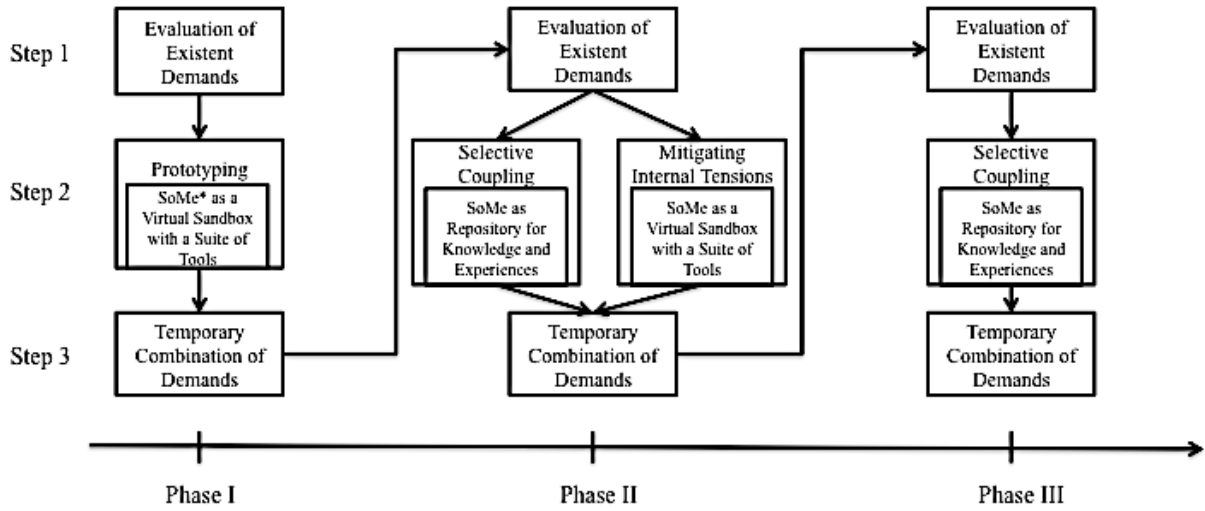 Step 1
Evaluation of
Existent
Demands
Evaluation of
Existent
Demands
Evaluation of
Existent
Demands
Step 2
Prototyping
SoMe* as a
Virtual Sandbox
with a Suite of
Tools
Selective
Coupling
SoMe as
Repository for
Knowledge and
Experiences
Mitigating
Internal Tensions
SoMe as a
Virtual Sandbox
with a Suite of
Tools
Selective
Coupling
SoMe as
Repository for
Knowledge and
Experiences
Step 3
Temporary
Combination of
Demands
Temporary
Combination of
Demands
Temporary
Combination of
Demands
Phase I
Phase II
Phase III